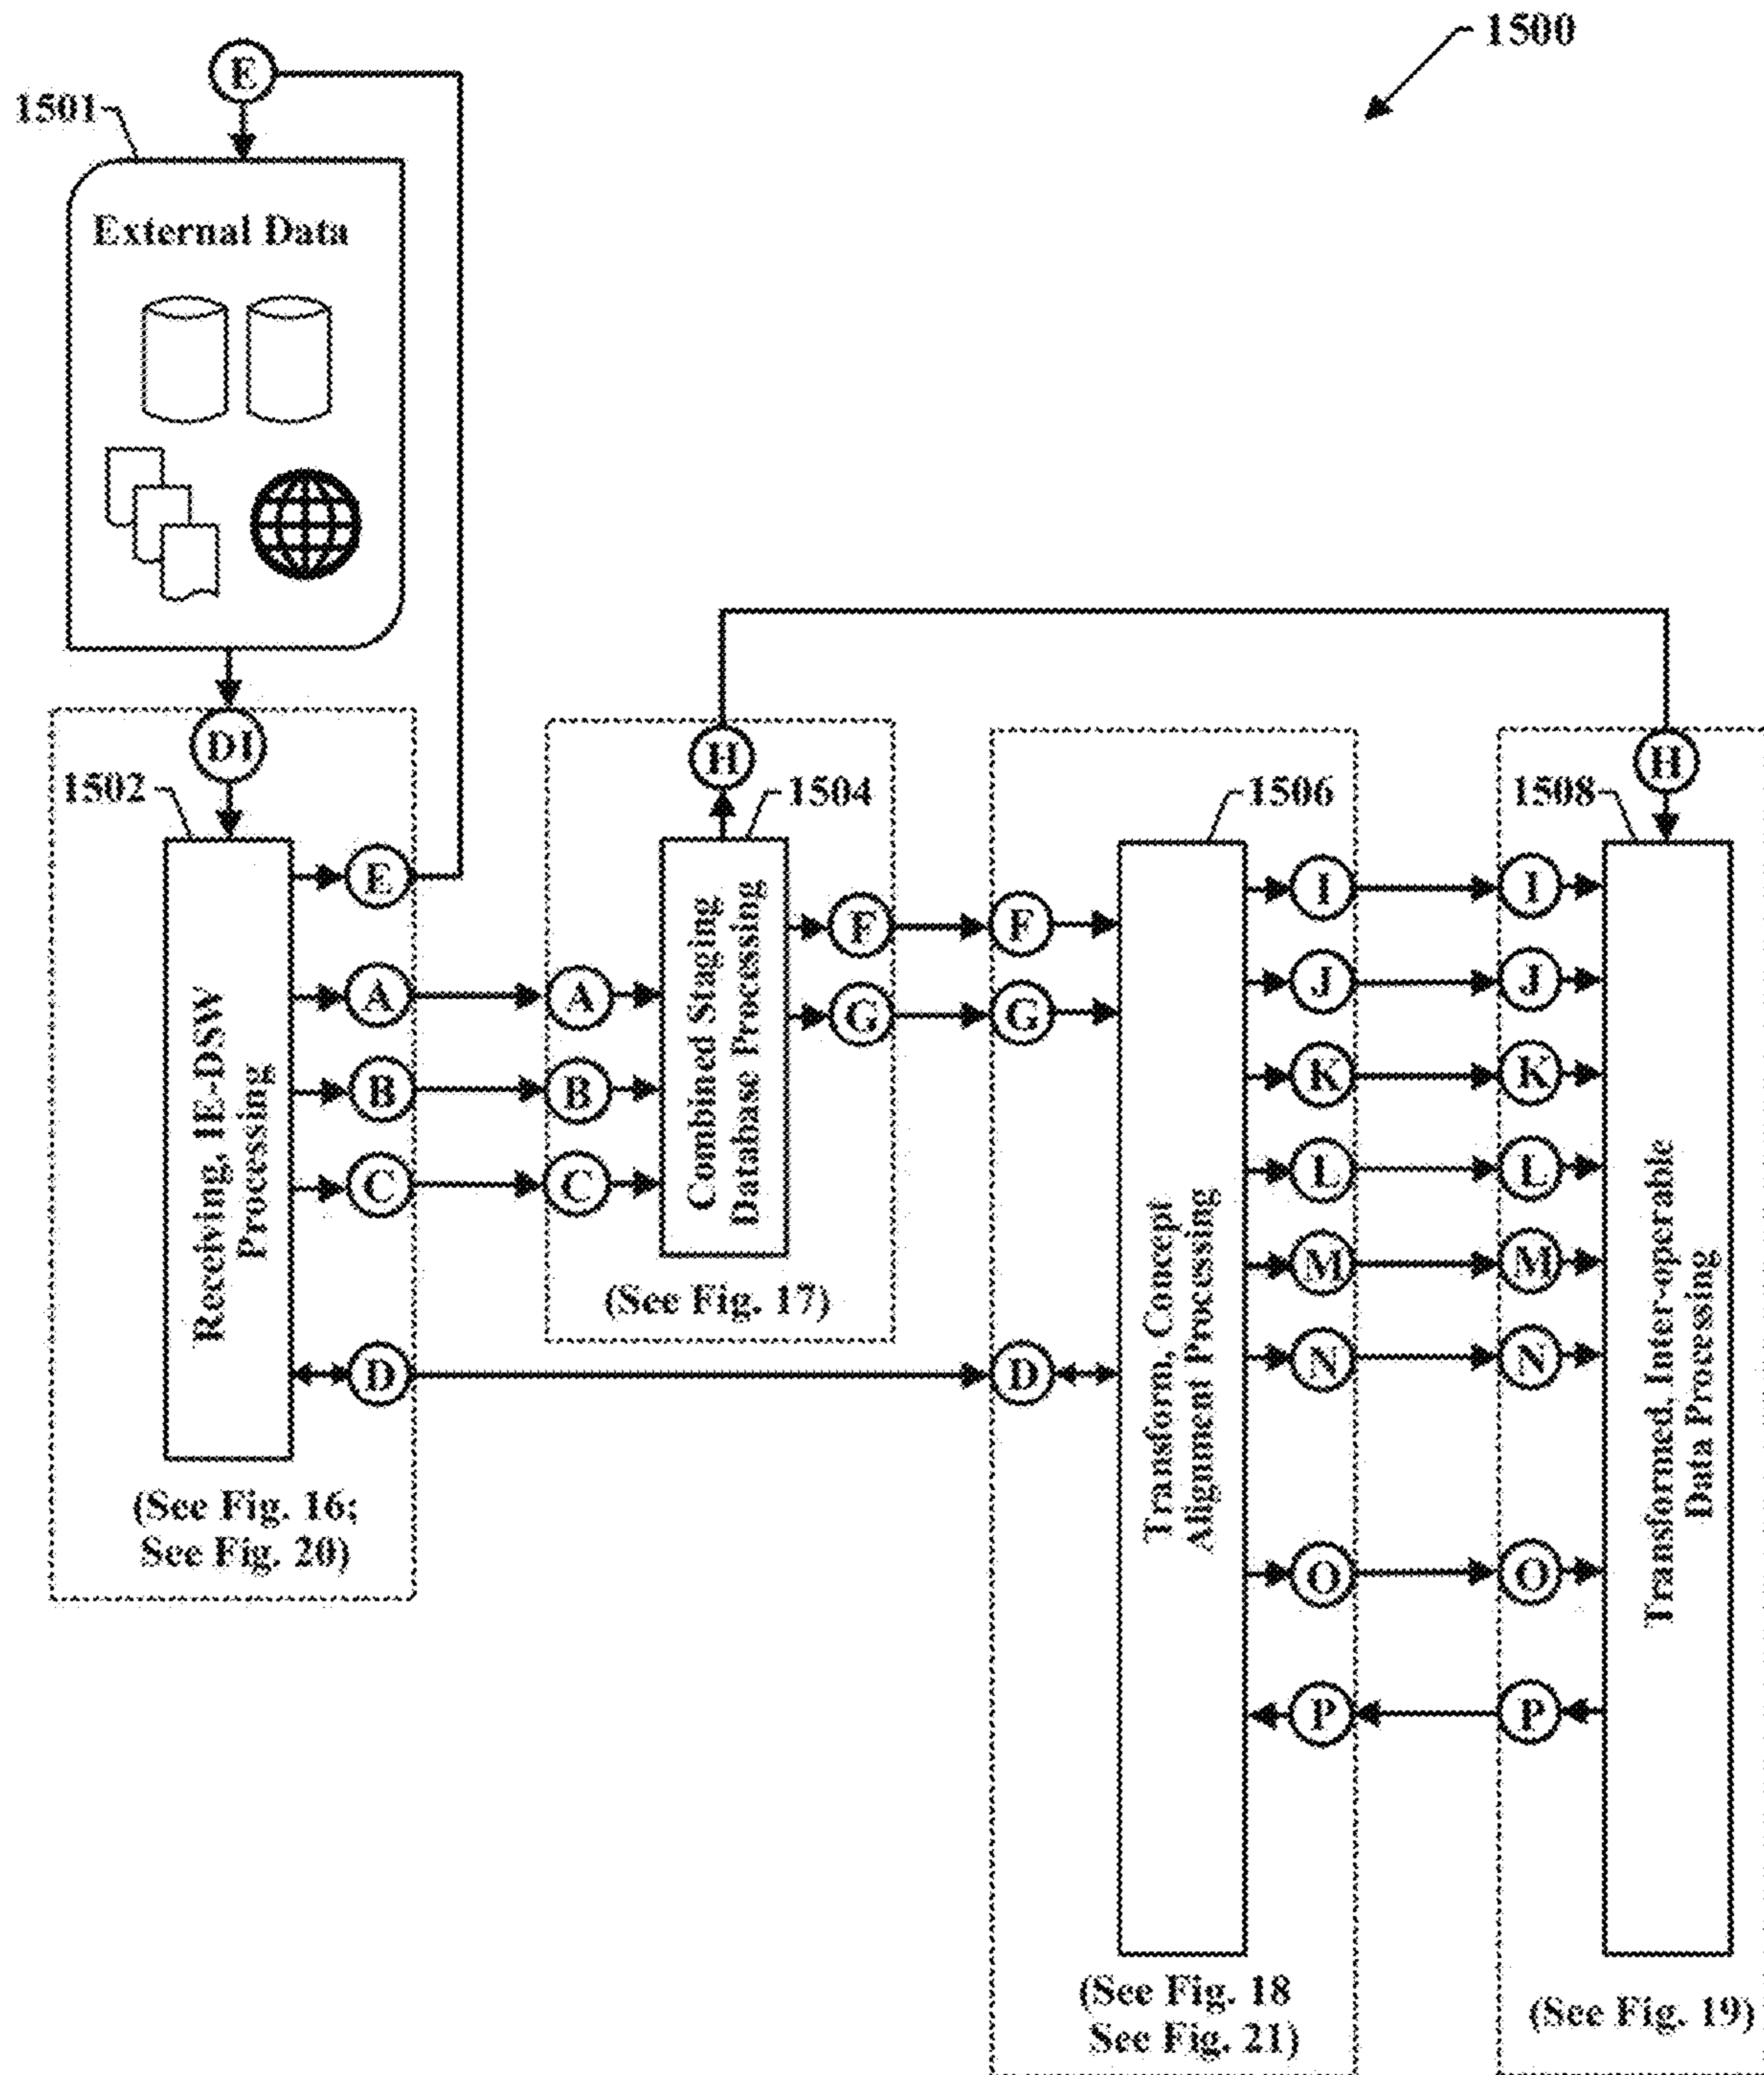 1500
E
1501
External Data
DI
H
H
1502
1504
1506
1508
E
I
I
F
F
A
A
J
J
G
G
B
B
K
K
C
C
L
L
M
M
D
D
N
N
O
O
P
P
Receiving, IE-DSW
Processing
Combined Staging
Database Processing
Transform, Concept
Alignment Processing
Transformed, Inter-operable
Data Processing
(See Fig. 17)
(See Fig. 16;
See Fig. 20)
(See Fig. 18
See Fig. 21)
(See Fig. 19)